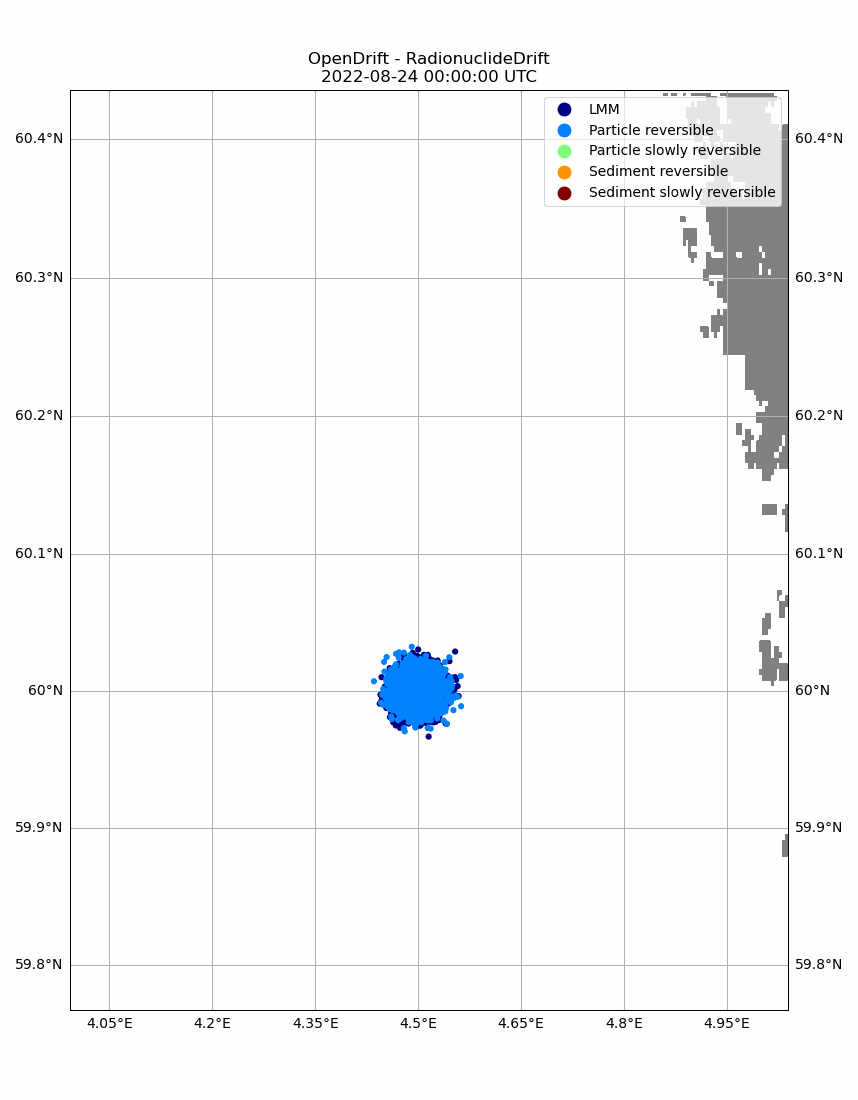 OpenDrift - RadionuclideDrift
2022-08-24 00:00:00 UTC
LMM
Particle reversible
Particle slowly reversible
Sediment reversible
Sediment slowly reversible
60.4°N 60.4°N
60.3°N 60.3°N
60.2°N 60.2°N
60.1°N 60.1°N
60°N 60°N
59.9°N 59.9°N
59.8°N 59.8°N
4.05°E 4.2°E 4.35°E 4.5°E 4.65°E 4.8°E 4.95°E